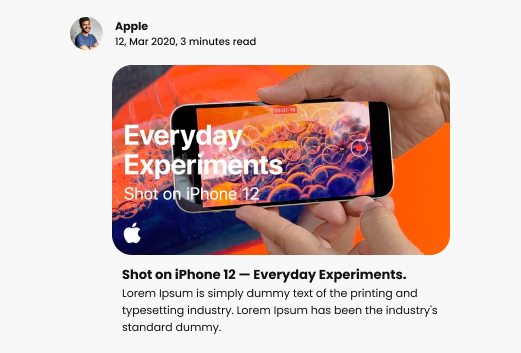 Apple
12, Mar 2020, 3 minutes read
Everyday
Experiments
Shot on iPhone 12
Shot on iPhone 12 — Everyday Experiments.
Lorem Ipsum is simply dummy text of the printing and
typesetting industry. Lorem Ipsum has been the industry's
standard dummy.